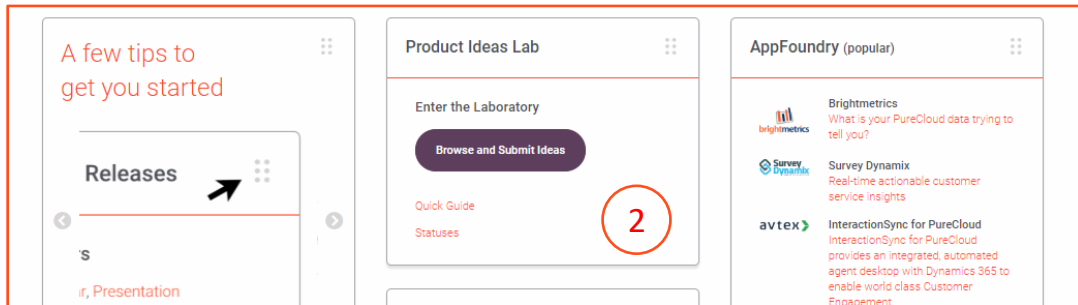 A few tips to
get you started
Releases
's
r, Presentation
Product Ideas Lab
Enter the Laboratory
Browse and Submit Ideas
Quick Guide
Statuses
2
AppFoundry (popular)
brightmetrics
Brightmetrics
What is your PureCloud data trying to
tell you?
Survey
Dynamix
Survey Dynamix
Real-time actionable customer
service insights
avtex
InteractionSync for PureCloud
InteractionSync for PureCloud
provides an integrated, automated
agent desktop with Dynamics 365 to
enable world class Customer
Engagement